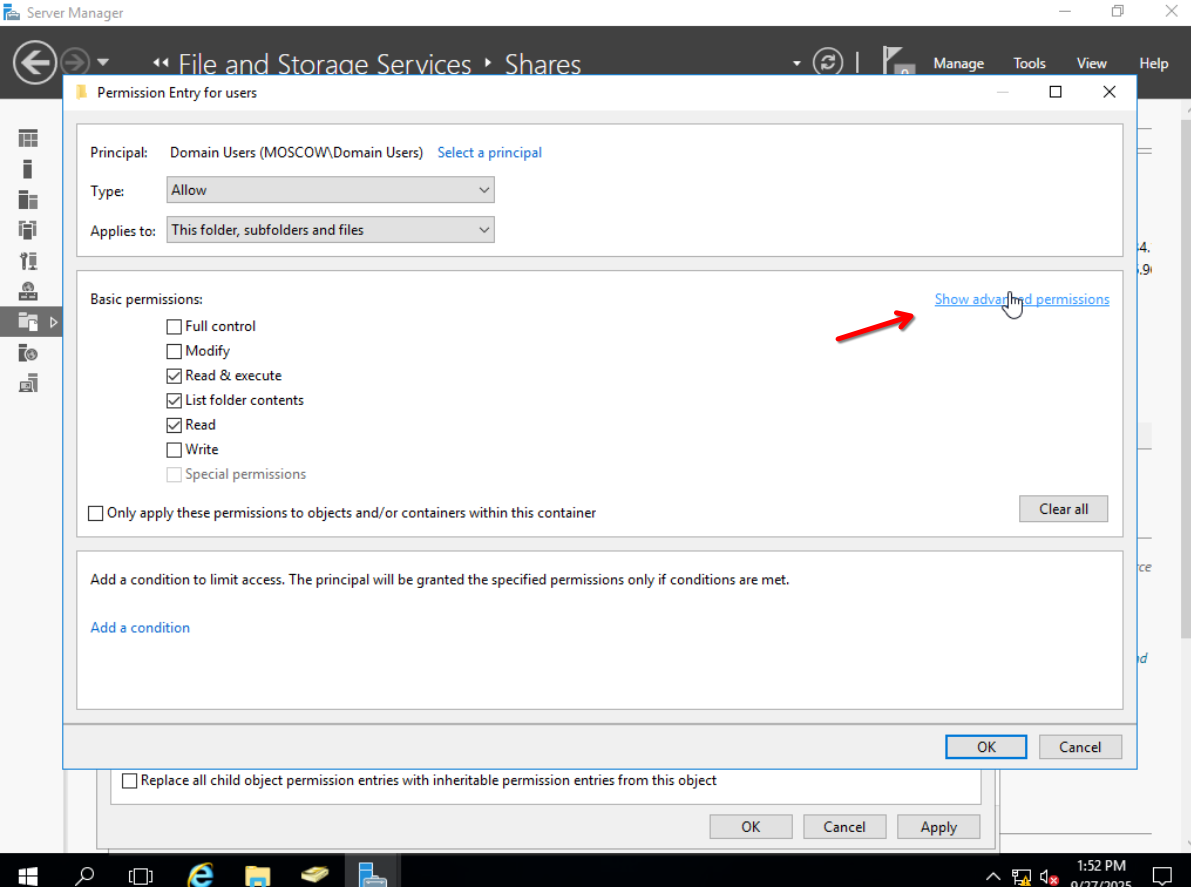 Server Manager
File and Storage Services
Shares
Manage
Tools
View
Help
Permission Entry for users
Principal:
Domain Users (MOSCOW\Domain Users)
Select a principal
Type:
Allow
Applies to:
This folder, subfolders and files
Basic permissions:
Show advanced permissions
Full control
Modify
Read & execute
List folder contents
Read
Write
Special permissions
Only apply these permissions to objects and/or containers within this container
Clear all
Add a condition to limit access. The principal will be granted the specified permissions only if conditions are met.
Add a condition
OK
Cancel
Replace all child object permission entries with inheritable permission entries from this object
OK
Cancel
Apply
1:52 PM
9/27/2025